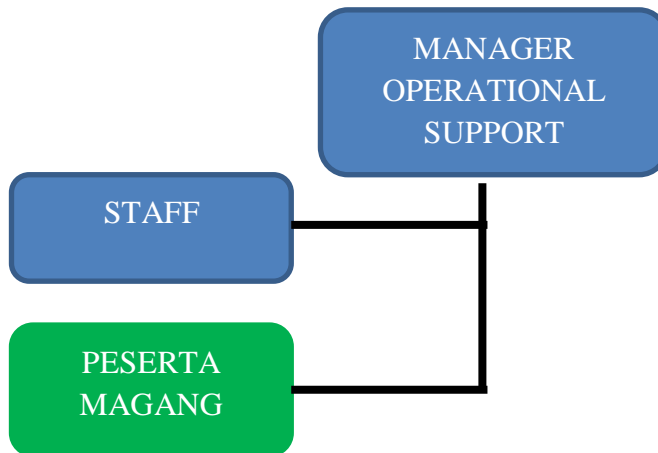 MANAGER
OPERATIONAL
SUPPORT
STAFF
PESERTA
MAGANG